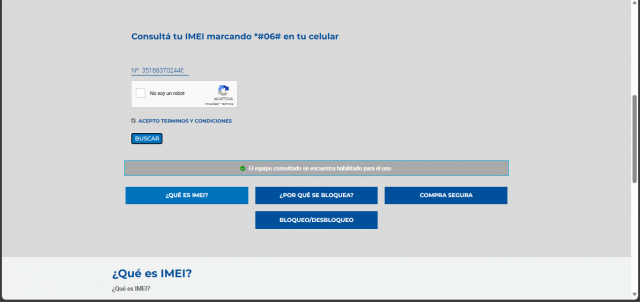 Consultá tu IMEI marcando *#06# en tu celular
Nº 35166370244
No soy un robot
reCAPTCHA
Privacidad - Términos
ACEPTO TERMINOS Y CONDICIONES
BUSCAR
El equipo consultado se encuentra habilitado para el uso.
¿QUÉ ES IMEI?
¿POR QUÉ SE BLOQUEA?
COMPRA SEGURA
BLOQUEO/DESBLOQUEO
¿Qué es IMEI?
¿Qué es IMEI?